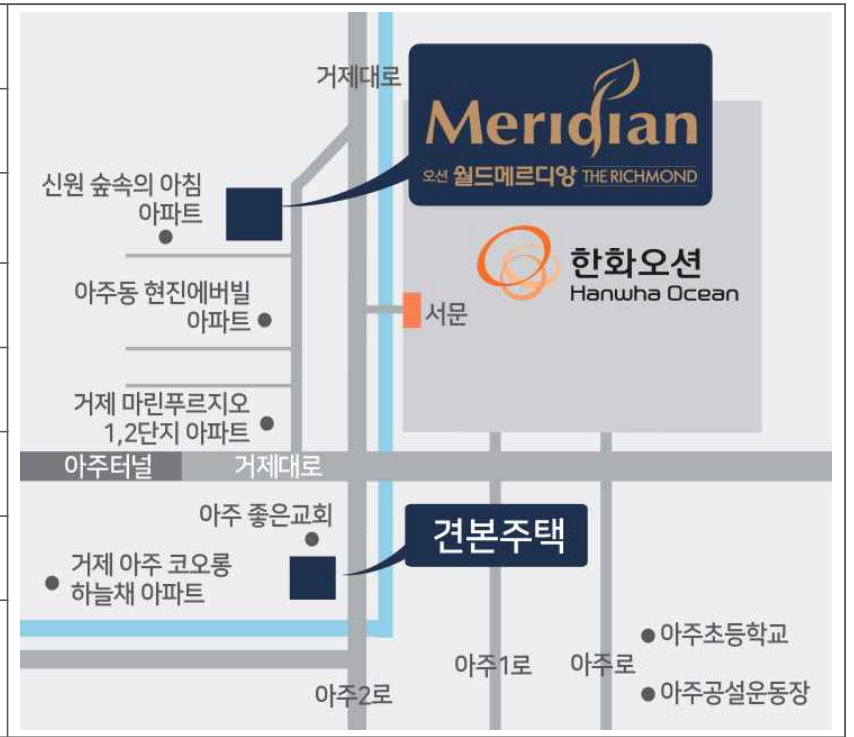 거제대로
Meridian
오션 월드메르디앙 THE RICHMOND
신원 숲속의 아침
아파트
한화오션
Hanwha Ocean
아주동 현진에버빌
아파트
서문
거제 마린푸르지오
1,2단지 아파트
아주터널
거제대로
아주 좋은교회
견본주택
거제 아주 코오롱
하늘채 아파트
아주초등학교
아주1로
아주로
아주2로
아주공설운동장